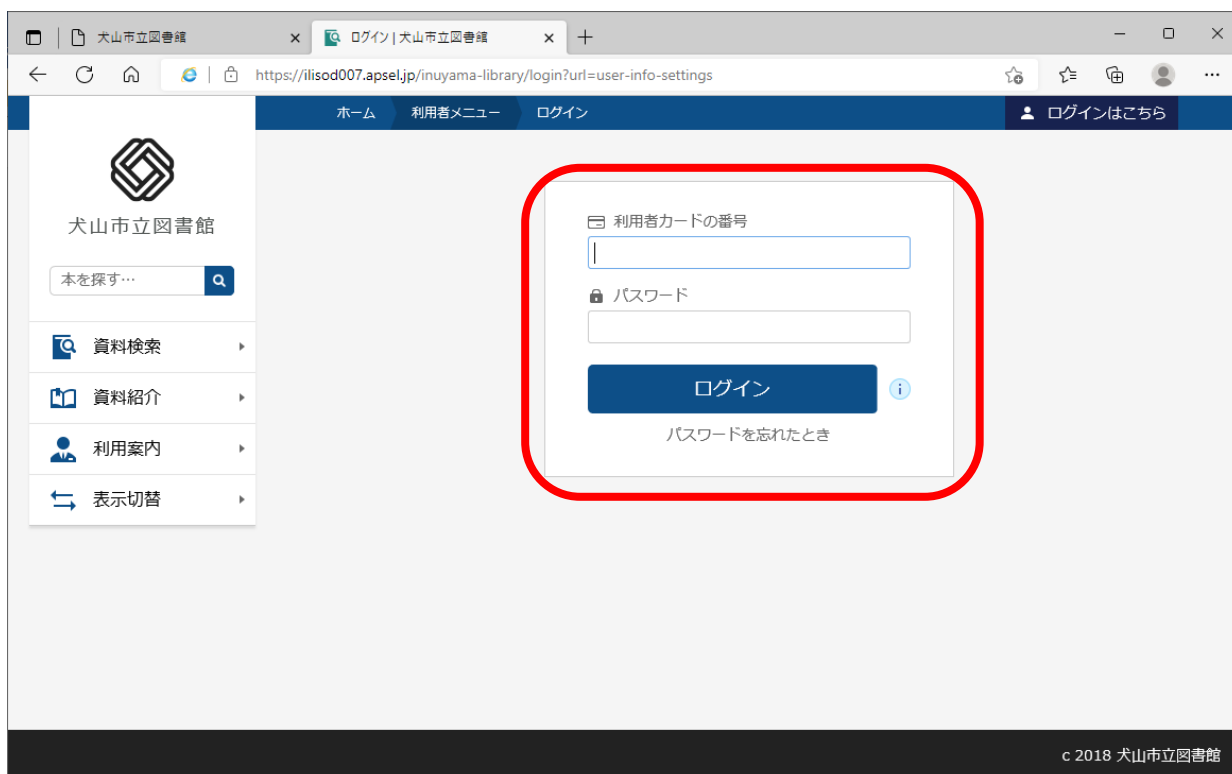 犬山市立図書館
ログイン | 犬山市立図書館
https://ilisod007.apsel.jp/inuyama-library/login?url=user-info-settings
ホーム 利用者メニュー ログイン
ログインはこちら
犬山市立図書館
本を探す…
資料検索
資料紹介
利用案内
表示切替
利用者カードの番号
パスワード
ログイン
パスワードを忘れたとき
c 2018 犬山市立図書館